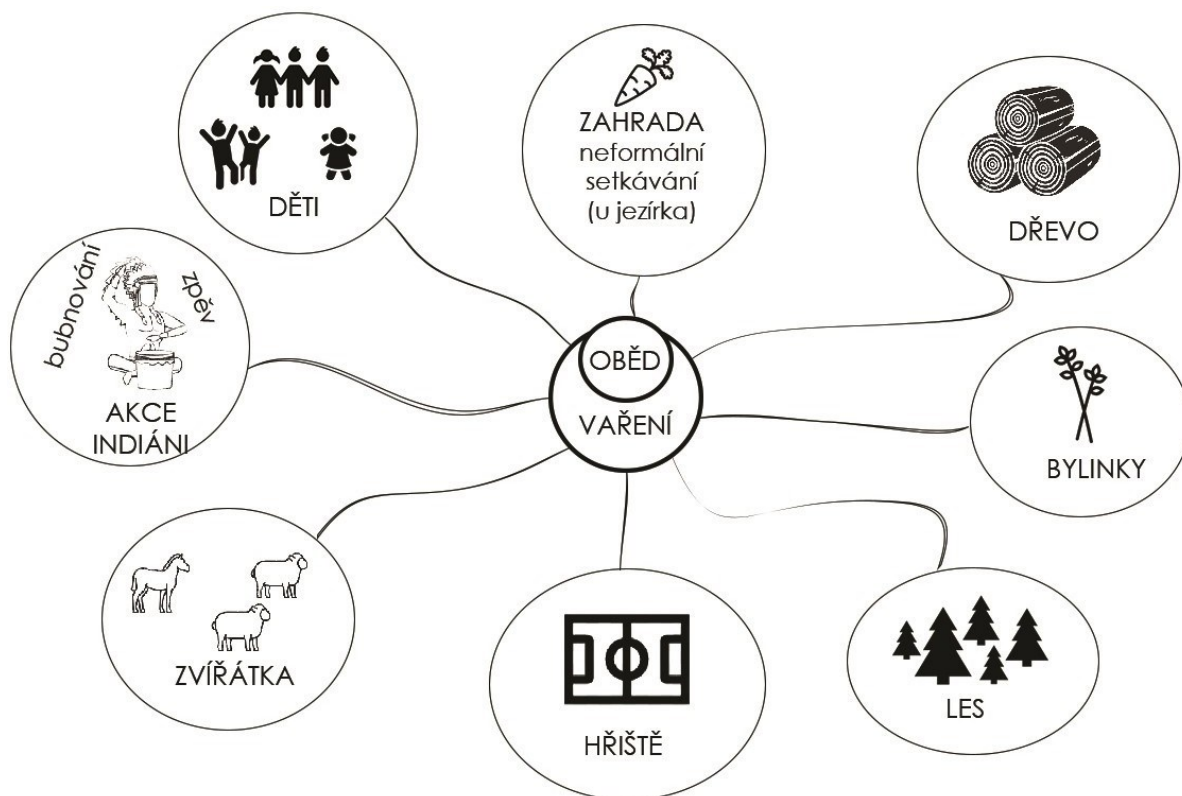 DĚTI
ZAHRADA
neformální
setkávání
(u jezírka)
DŘEVO
bubnování
zpěv
AKCE
INDIÁNI
OBĚD
VAŘENÍ
BYLINKY
ZVÍŘÁTKA
HŘIŠTĚ
LES